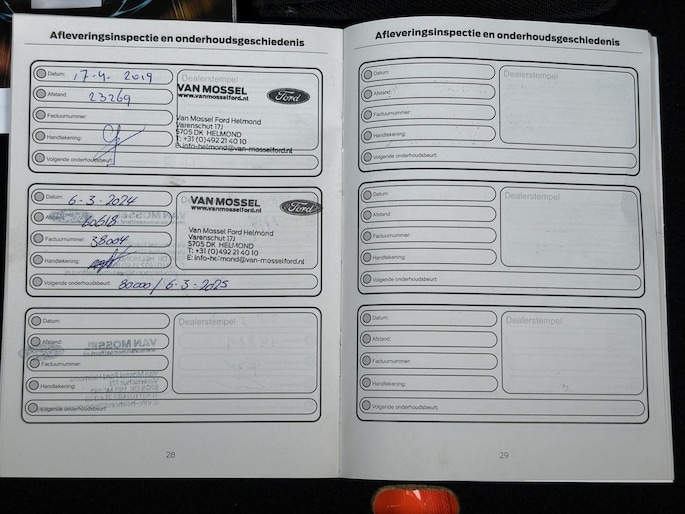 Afleveringsinspectie en onderhoudsgeschiedenis
Datum: 17-4-2019
Dealerstempel
Afstand: 23269
VAN MOSSEL
www.vanmosselford.nl
Ford
Factuurnummer:
Van Mossel Ford Helmond
Varenschut 17J
Handtekening:
5705 DK HELMOND
T: +31 (0)492 21 40 10
E: info-helmond@van-mosselford.nl
Volgende onderhoudsbeurt:
Datum: 6-3-2024
VAN MOSSEL
www.vanmosselford.nl
Ford
Afstand: 60618
Factuurnummer: 38004
Van Mossel Ford Helmond
Varenschut 17J
5705 DK HELMOND
Handtekening:
T: +31 (0)492 21 40 10
E: info-helmond@van-mosselford.nl
Volgende onderhoudsbeurt: 80000 / 6-3-2025
Datum:
Dealerstempel
Afstand:
VAN MOSSEL
Factuurnummer:
Handtekening:
Volgende onderhoudsbeurt:
28
Afleveringsinspectie en onderhoudsgeschiedenis
Datum:
Dealerstempel
Afstand:
Factuurnummer:
Handtekening:
Volgende onderhoudsbeurt:
Datum:
Dealerstempel
Afstand:
Factuurnummer:
Handtekening:
Volgende onderhoudsbeurt:
Datum:
Dealerstempel
Afstand:
Factuurnummer:
Handtekening:
Volgende onderhoudsbeurt:
29